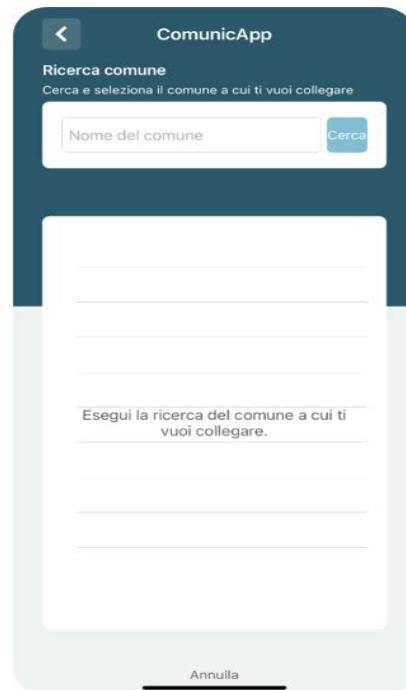 ComunicApp
Ricerca comune
Cerca e seleziona il comune a cui ti vuoi collegare
Nome del comune
Cerca
Esegui la ricerca del comune a cui ti
vuoi collegare.
Annulla